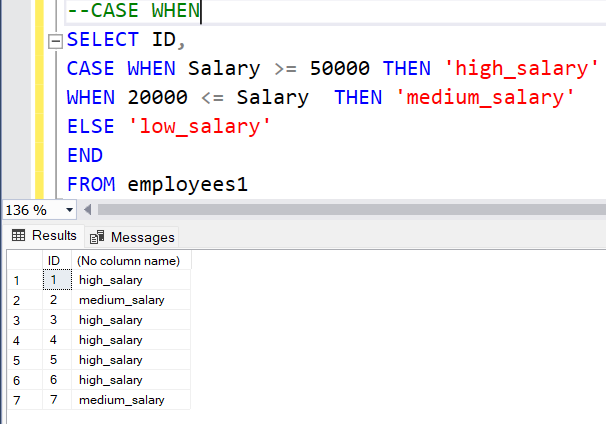 --CASE WHEN
SELECT ID,
CASE WHEN Salary >= 50000 THEN 'high_salary'
WHEN 20000 <= Salary  THEN 'medium_salary'
ELSE 'low_salary'
END
FROM employees1
136 %
Results Messages
ID (No column name)
1 1 high_salary
2 2 medium_salary
3 3 high_salary
4 4 high_salary
5 5 high_salary
6 6 high_salary
7 7 medium_salary